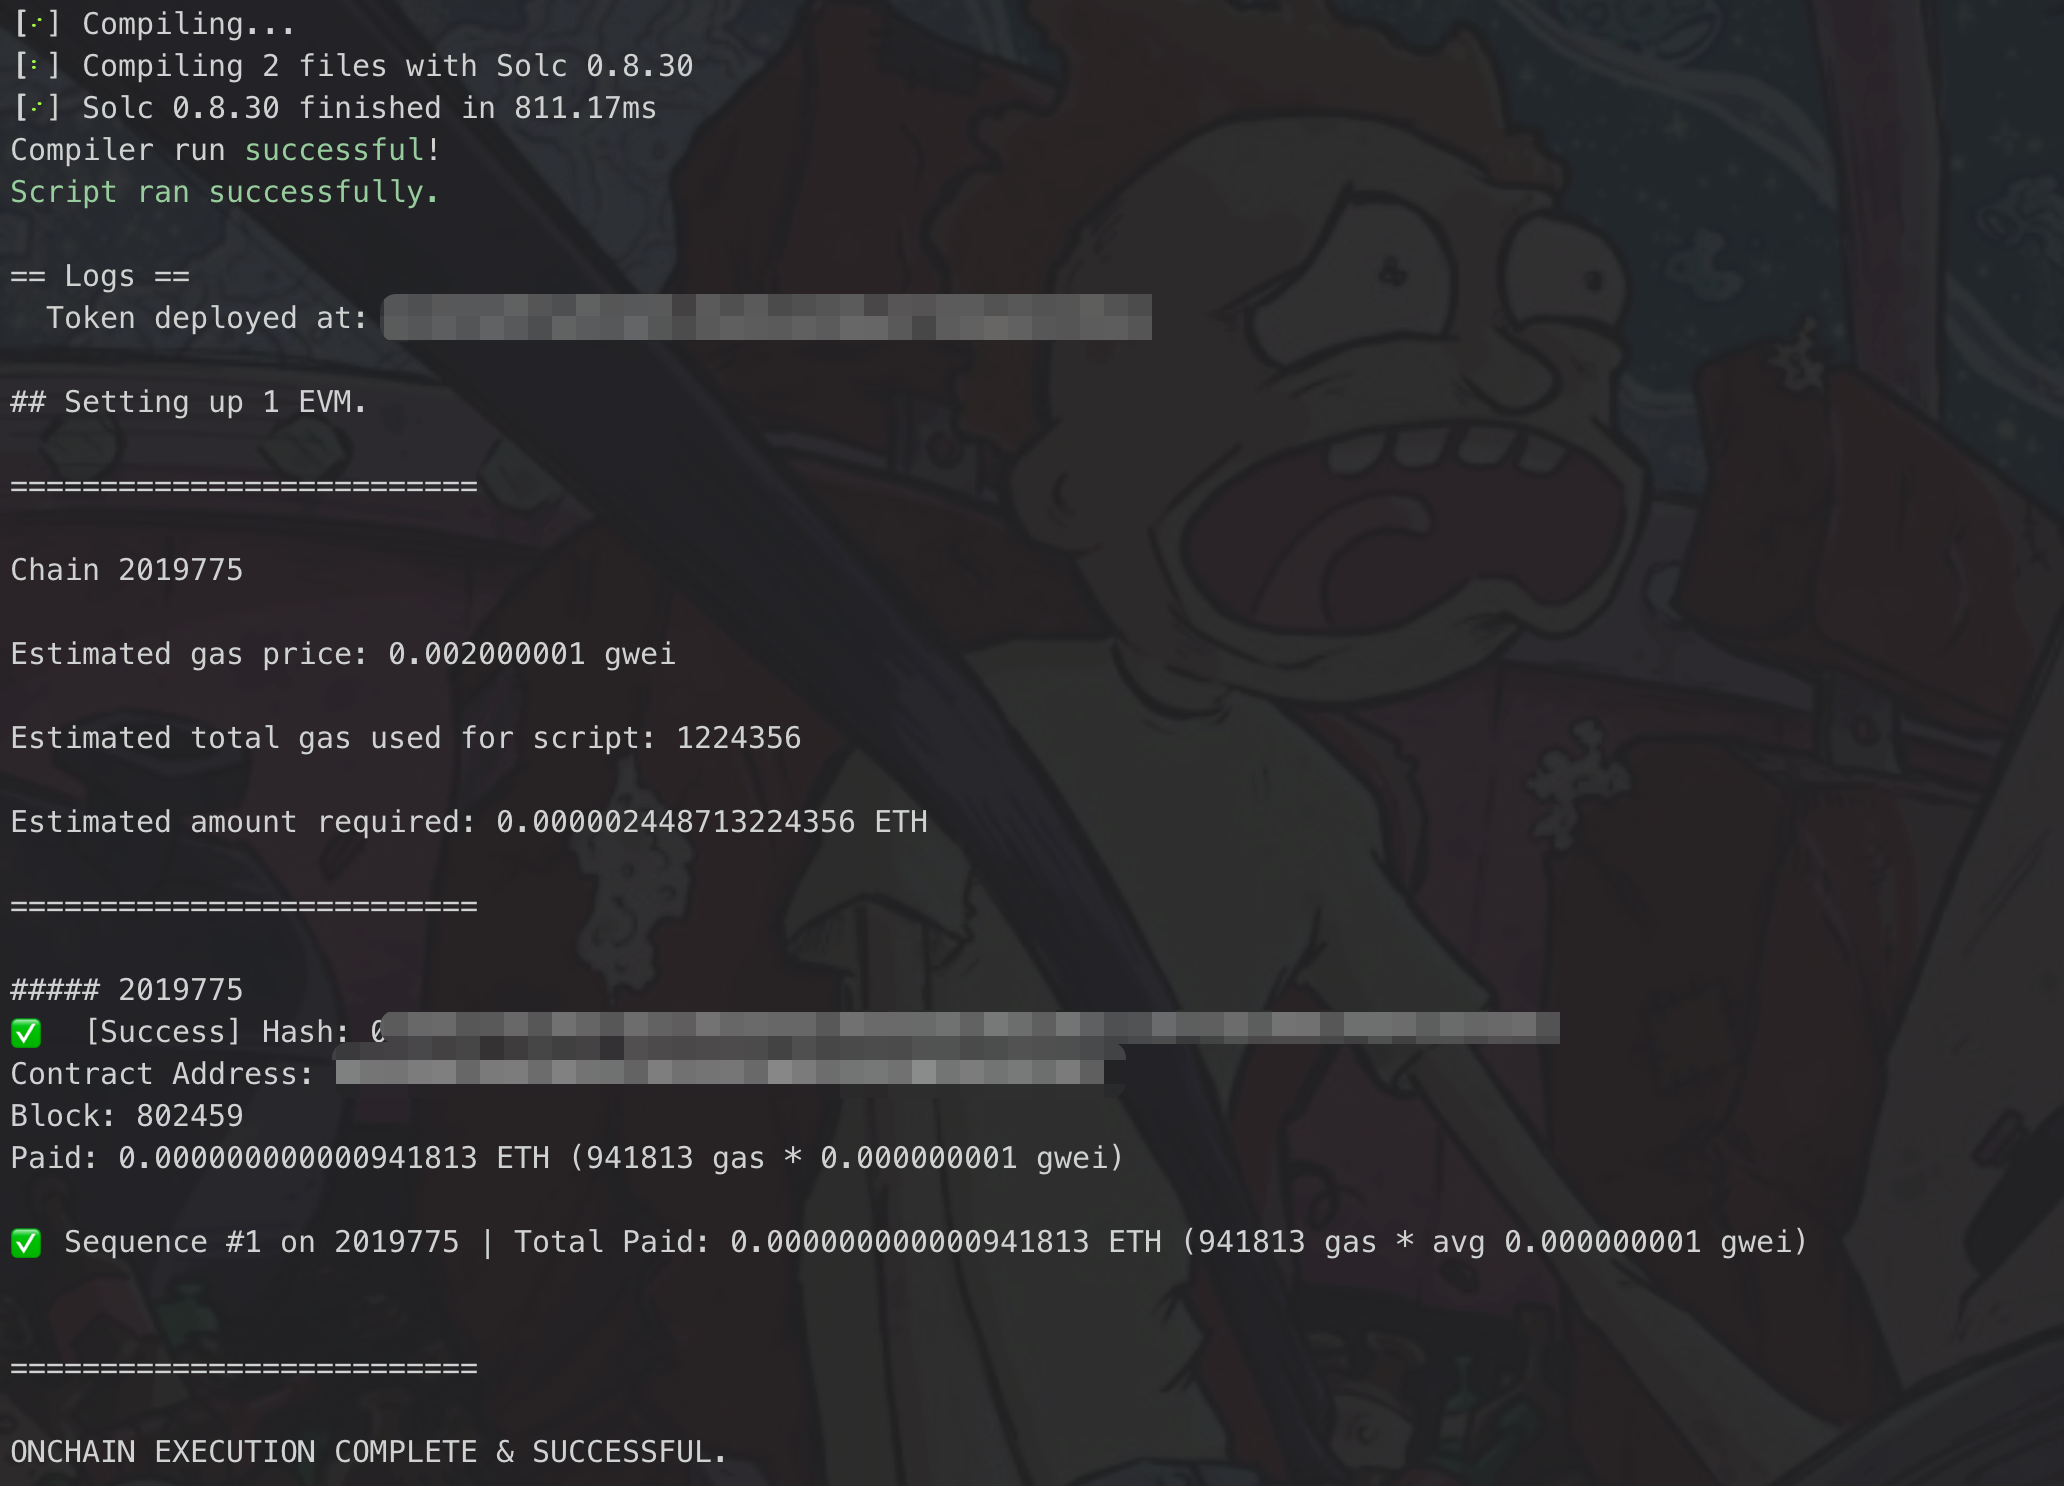 [⠒] Compiling...
[⠃] Compiling 2 files with Solc 0.8.30
[⠒] Solc 0.8.30 finished in 811.17ms
Compiler run successful!
Script ran successfully.
== Logs ==
Token deployed at:
## Setting up 1 EVM.
==========================
Chain 2019775
Estimated gas price: 0.002000001 gwei
Estimated total gas used for script: 1224356
Estimated amount required: 0.000002448713224356 ETH
==========================
##### 2019775
✅ [Success] Hash: 0
Contract Address:
Block: 802459
Paid: 0.000000000000941813 ETH (941813 gas * 0.000000001 gwei)
✅ Sequence #1 on 2019775 | Total Paid: 0.000000000000941813 ETH (941813 gas * avg 0.000000001 gwei)
==========================
ONCHAIN EXECUTION COMPLETE & SUCCESSFUL.